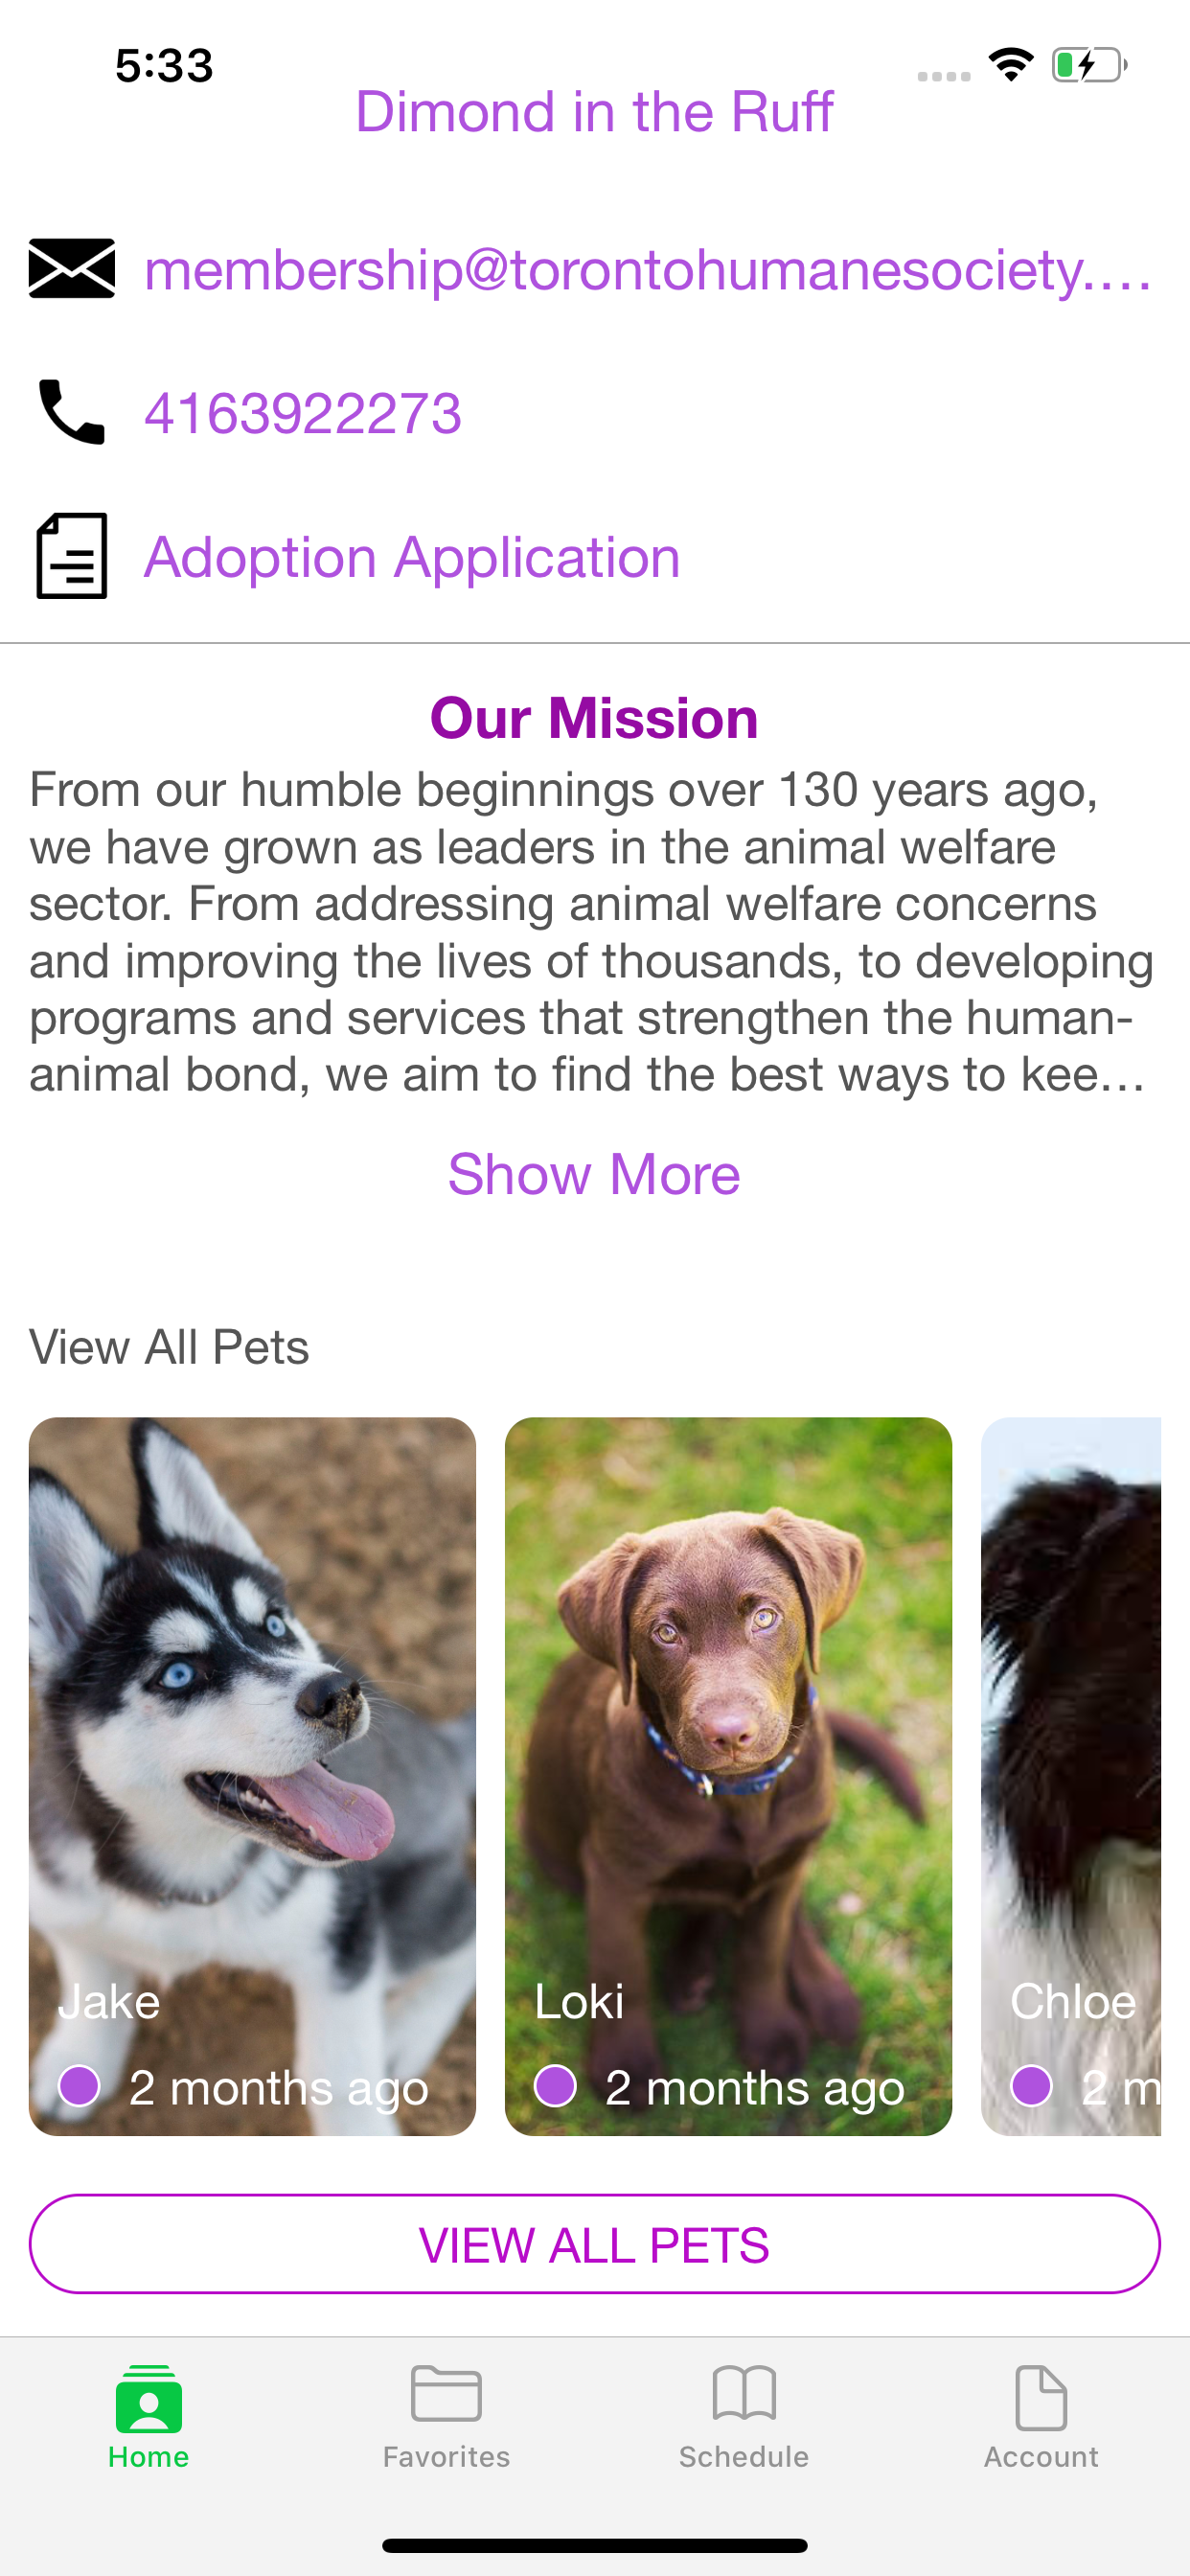 5:33
Dimond in the Ruff
membership@torontohumanesociety....
4163922273
Adoption Application
Our Mission
From our humble beginnings over 130 years ago,
we have grown as leaders in the animal welfare
sector. From addressing animal welfare concerns
and improving the lives of thousands, to developing
programs and services that strengthen the human-
animal bond, we aim to find the best ways to kee...
Show More
View All Pets
Jake
2 months ago
Loki
2 months ago
Chloe
2 m
VIEW ALL PETS
Home
Favorites
Schedule
Account